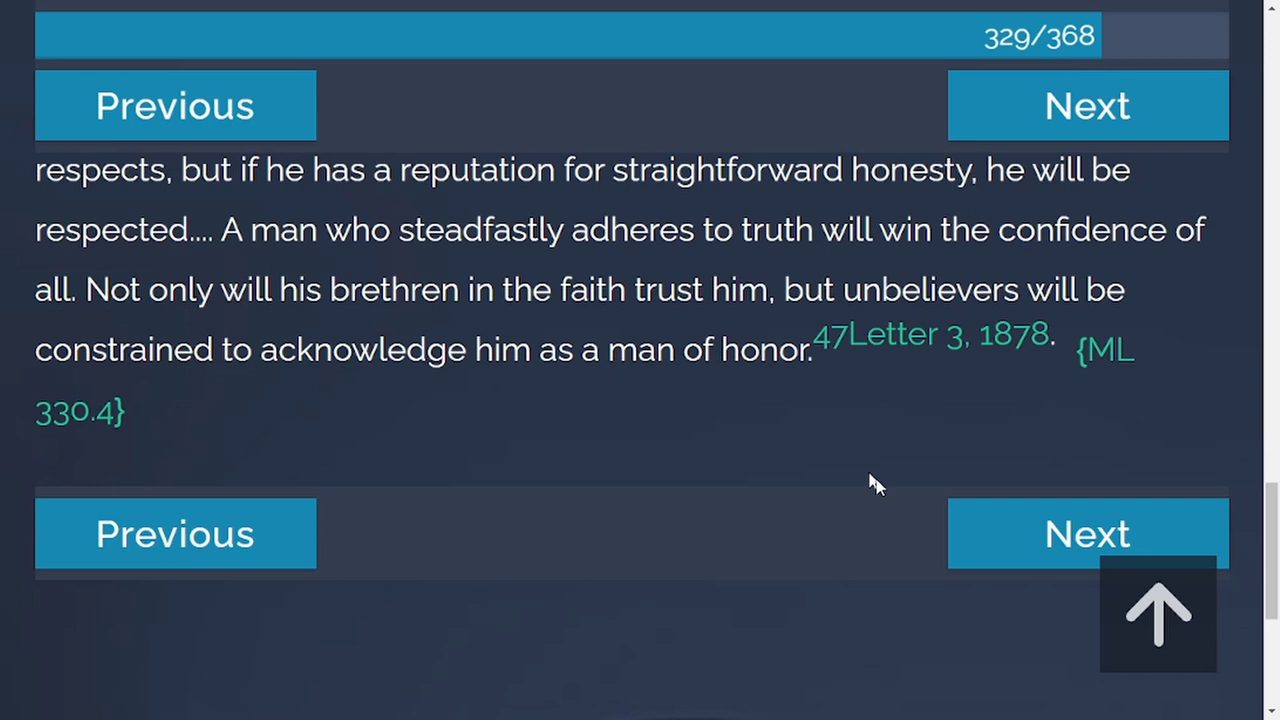 329/368
Previous
Next
respects, but if he has a reputation for straightforward honesty, he will be
respected.... A man who steadfastly adheres to truth will win the confidence of
all. Not only will his brethren in the faith trust him, but unbelievers will be
constrained to acknowledge him as a man of honor.47Letter 3, 1878. {ML
330.4}
Previous
Next